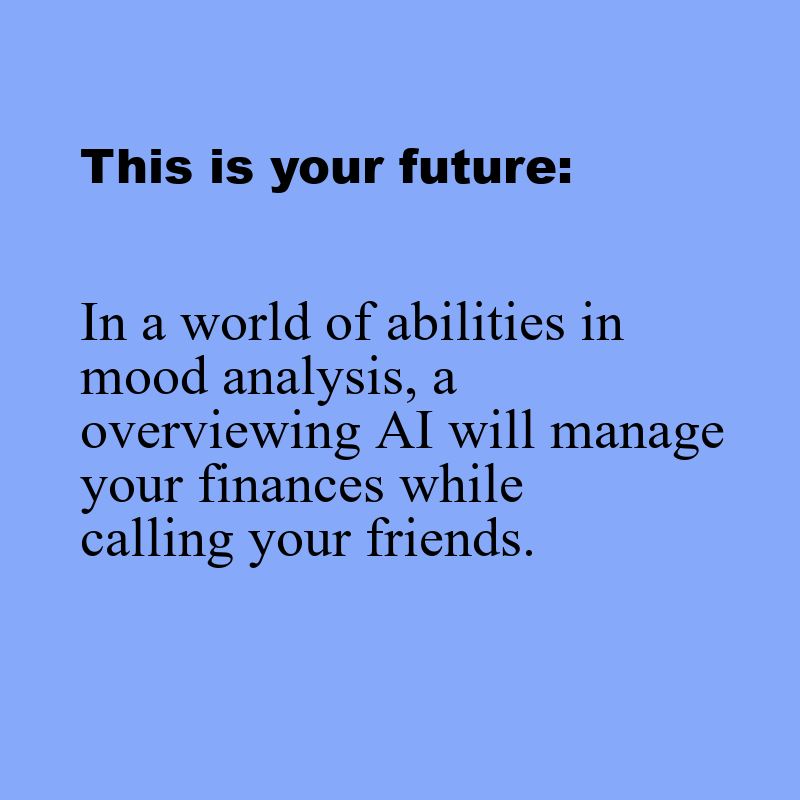 This is your future:
In a world of abilities in
mood analysis, a
overviewing AI will manage
your finances while
calling your friends.